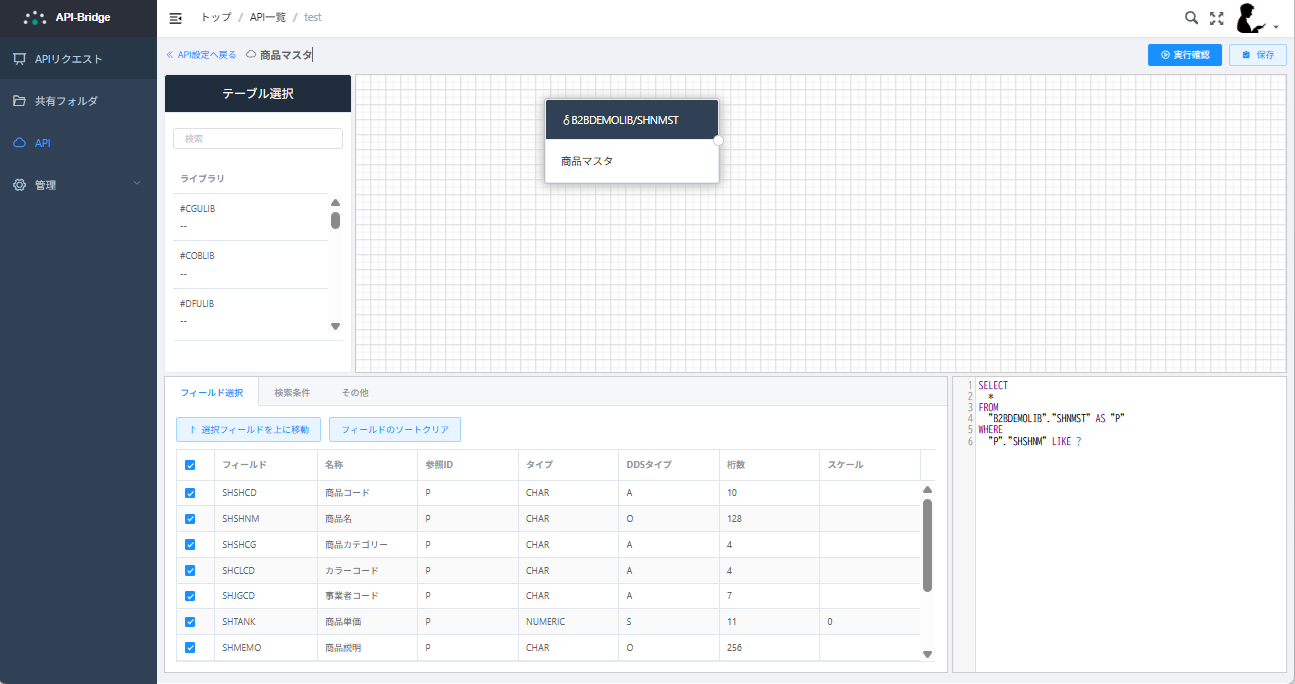 API-Bridge
トップ / API一覧 / test
APIリクエスト
共有フォルダ
API
管理
« API設定へ戻る 商品マスタ
実行確認
保存
テーブル選択
検索
ライブラリ
#CGULIB
--
#COBLIB
--
#DFULIB
--
B2BDEMOLIB/SHNMST
商品マスタ
フィールド選択 検索条件 その他
↑ 選択フィールドを上に移動 フィールドのソートクリア
フィールド 名称 参照ID タイプ DDSタイプ 桁数 スケール
SHSHCD 商品コード P CHAR A 10
SHSHNM 商品名 P CHAR O 128
SHSHCG 商品カテゴリー P CHAR A 4
SHCLCD カラーコード P CHAR A 4
SHJGCD 事業者コード P CHAR A 7
SHTANK 商品単価 P NUMERIC S 11 0
SHMEMO 商品説明 P CHAR O 256
1 SELECT
2 *
3 FROM
4 "B2BDEMOLIB"."SHNMST" AS "P"
5 WHERE
6 "P"."SHSHNM" LIKE ?